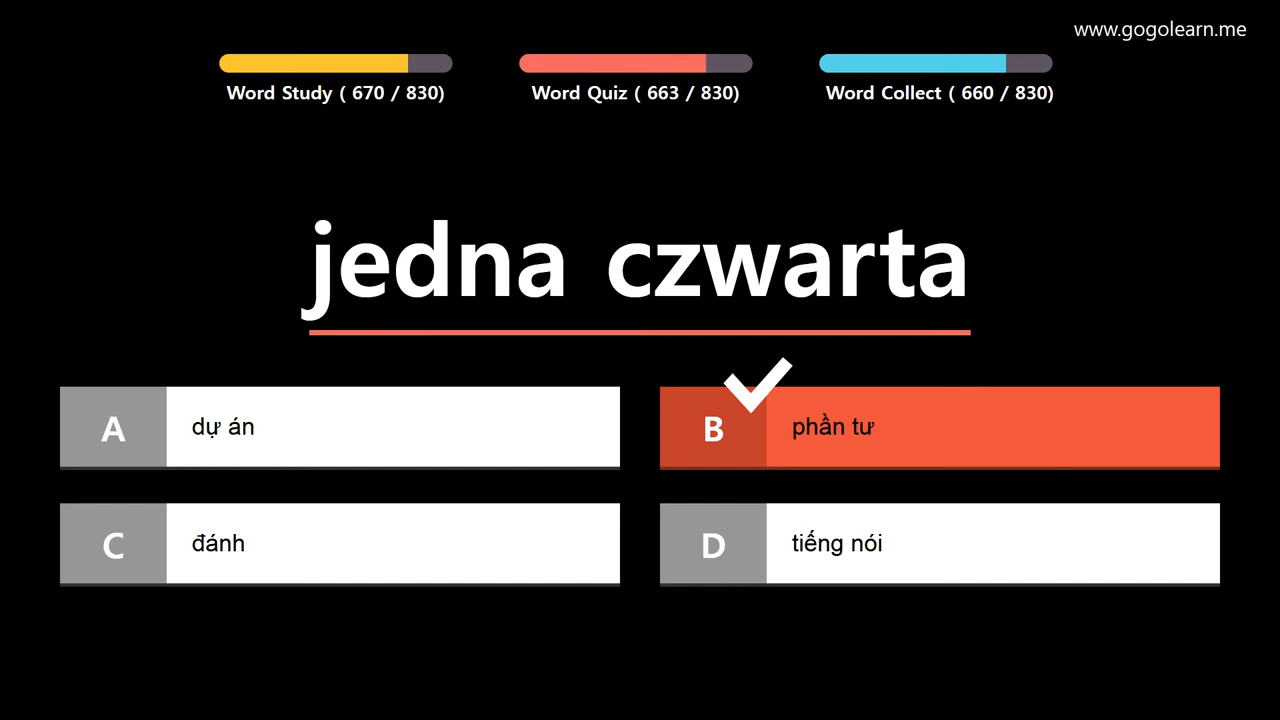 www.gogolearn.me
Word Study ( 670 / 830)
Word Quiz ( 663 / 830)
Word Collect ( 660 / 830)
jedna czwarta
A
dự án
B
phần tư
C
đánh
D
tiếng nói